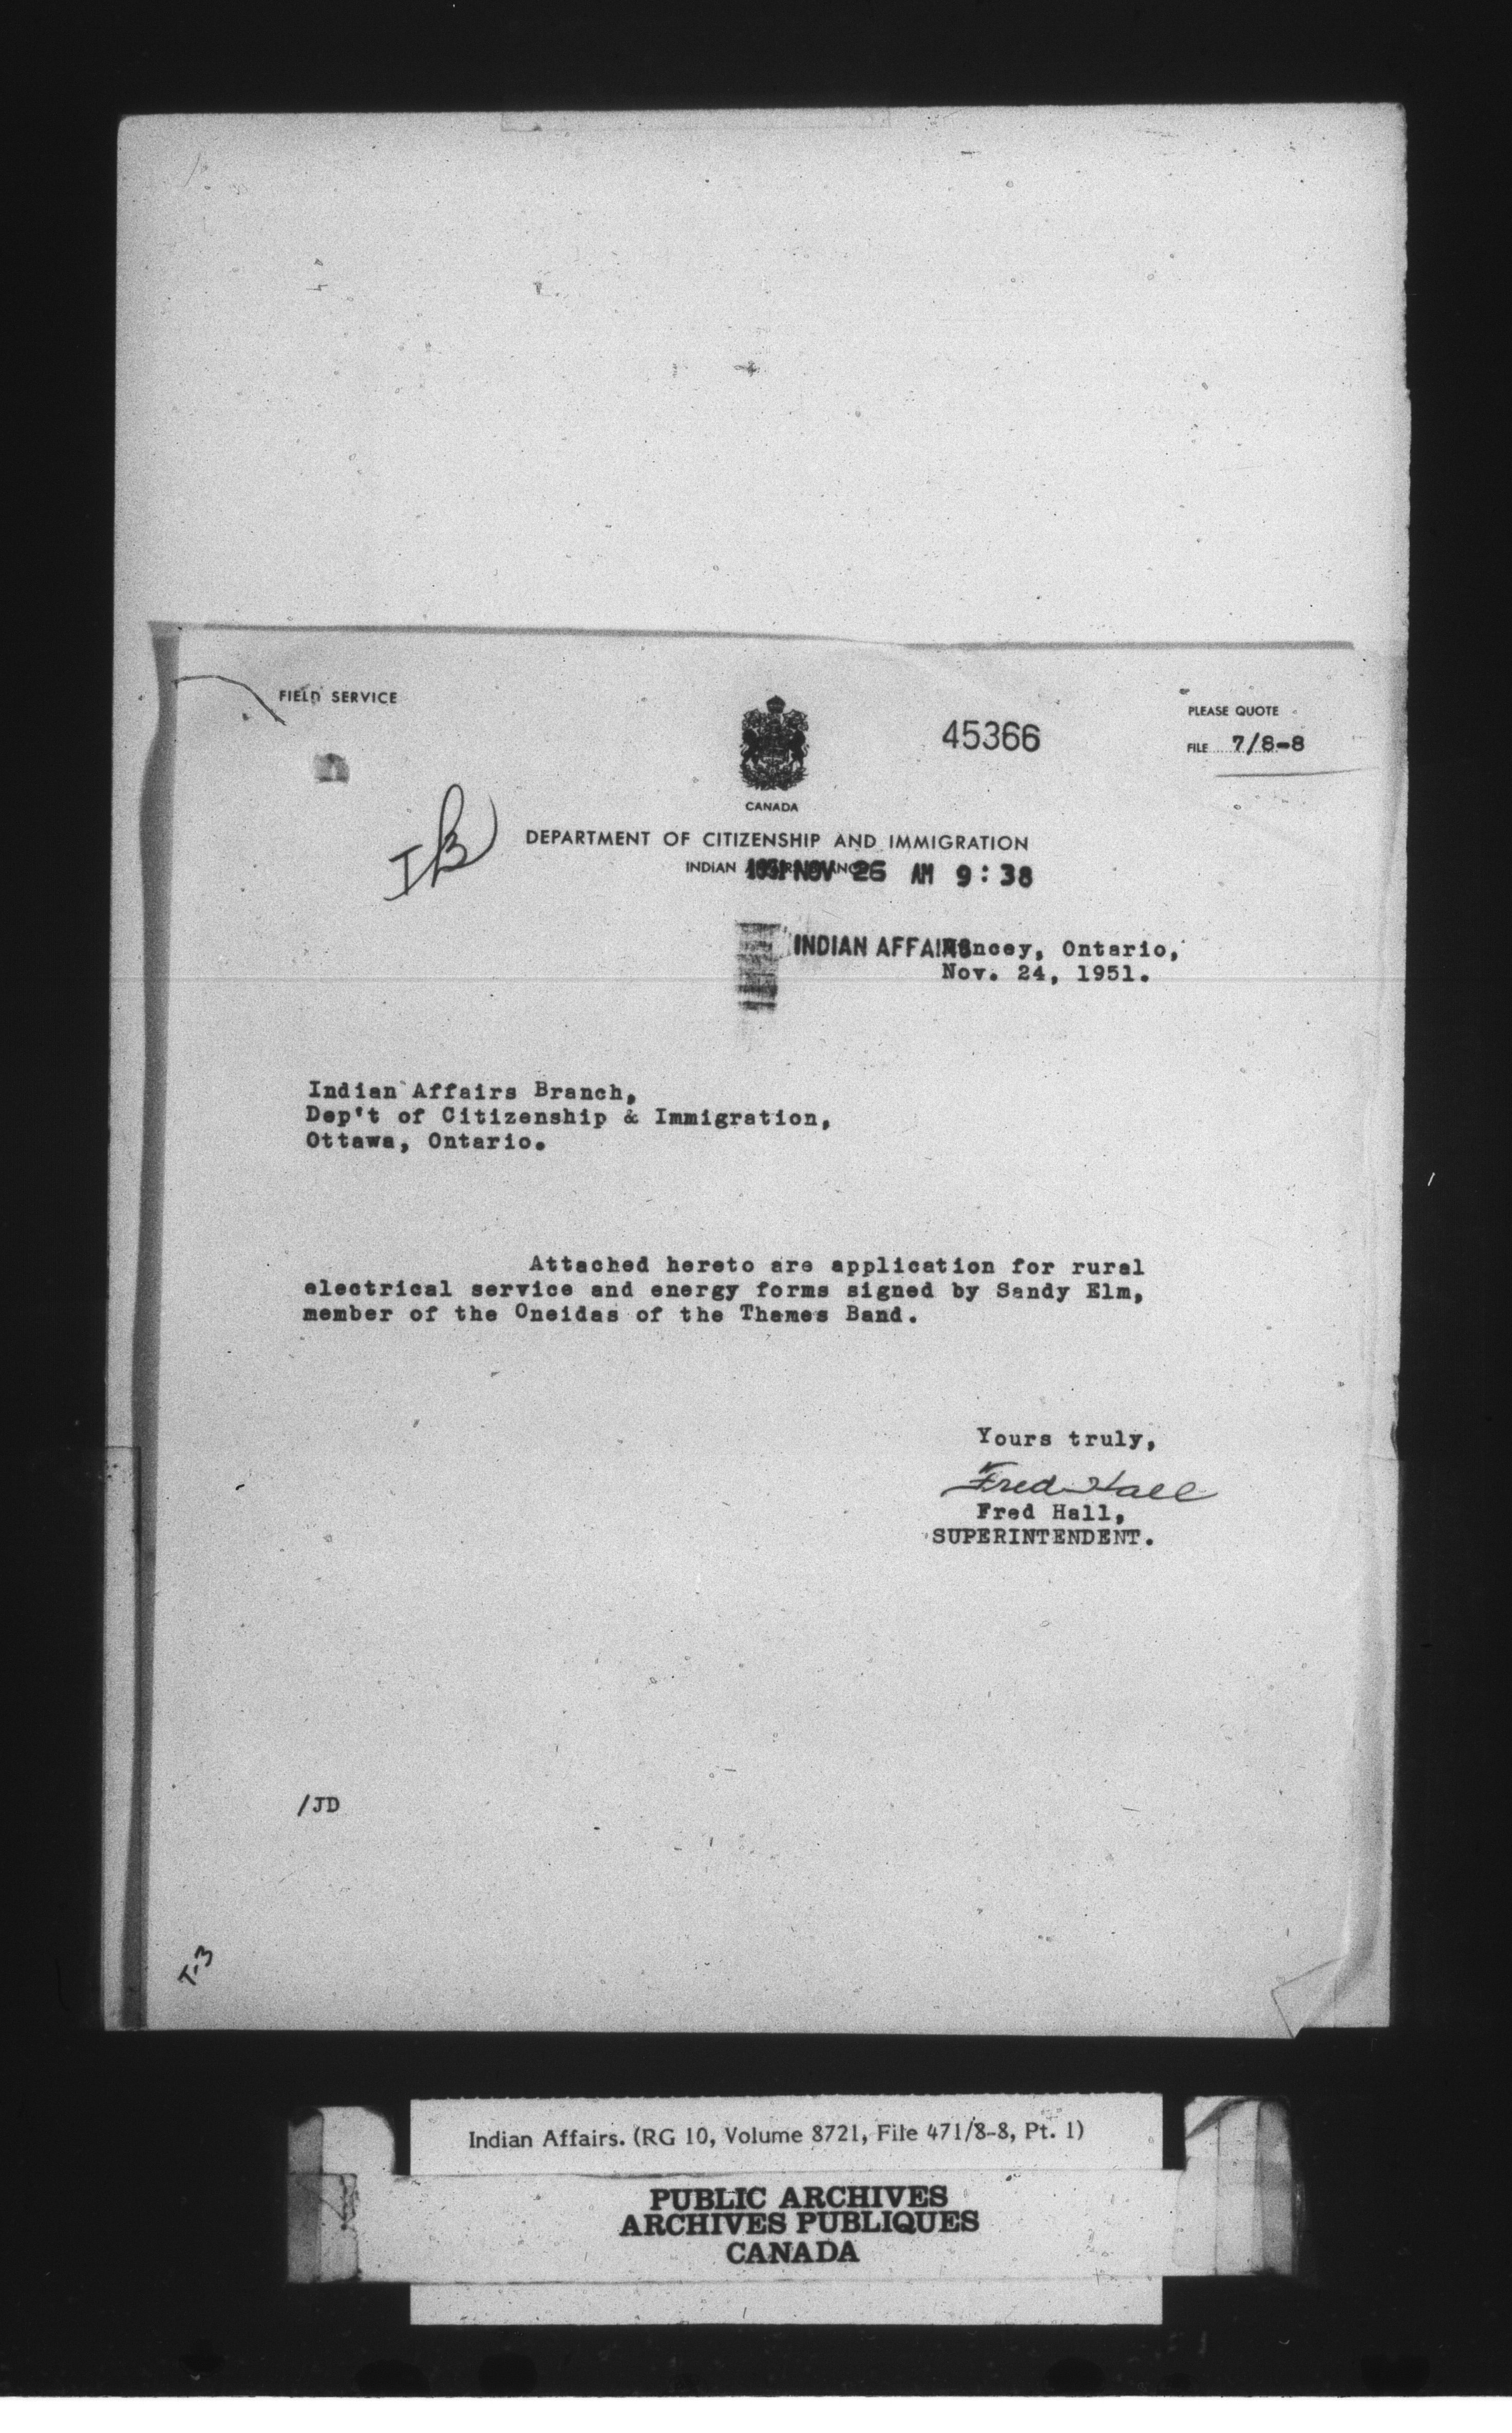 FIELD SERVICE
PLEASE QUOTE
45366
FILE 7/8-8
CANADA
IB
DEPARTMENT OF CITIZENSHIP AND IMMIGRATION
INDIAN
1951 NOV 26 AM 9:38
INDIAN AFFAIRS
Muncey, Ontario,
Nov. 24, 1951.
Indian Affairs Branch,
Dep't of Citizenship & Immigration,
Ottawa, Ontario.
Attached hereto are application for rural
electrical service and energy forms signed by Sandy Elm,
member of the Oneidas of the Thames Band.
Yours truly,
Fred Hall
Fred Hall,
SUPERINTENDENT.
/JD
T-3
Indian Affairs. (RG 10, Volume 8721, File 471/8-8, Pt. 1)
PUBLIC ARCHIVES
ARCHIVES PUBLIQUES
CANADA